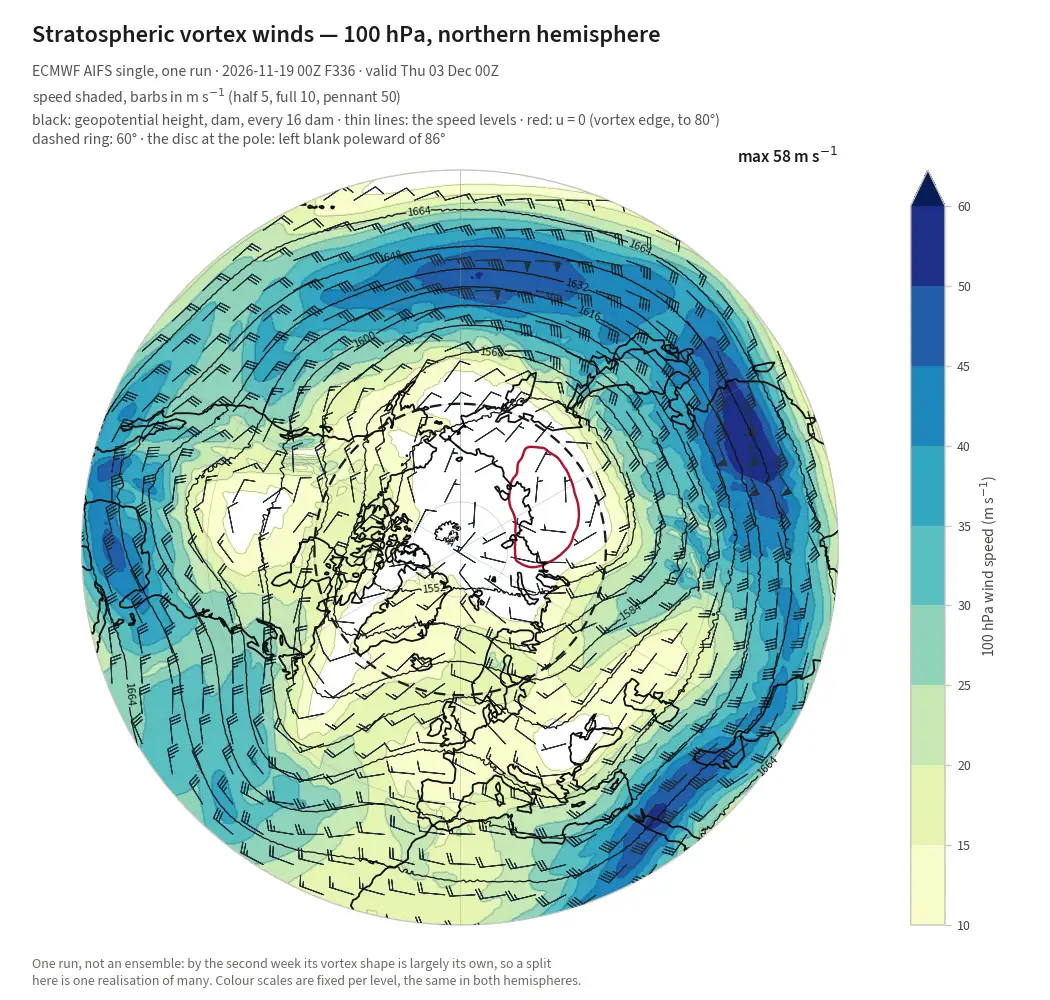 Stratospheric vortex winds — 100 hPa, northern hemisphere
ECMWF AIFS single, one run · 2026-11-19 00Z F336 · valid Thu 03 Dec 00Z
speed shaded, barbs in m s⁻¹ (half 5, full 10, pennant 50)
black: geopotential height, dam, every 16 dam · thin lines: the speed levels · red: u = 0 (vortex edge, to 80°)
dashed ring: 60° · the disc at the pole: left blank poleward of 86°
max 58 m s⁻¹
1664
1664
1648
1632
1616
1600
1568
1552
1584
1664
1664
60
50
45
40
35
30
25
20
15
10
100 hPa wind speed (m s⁻¹)
One run, not an ensemble: by the second week its vortex shape is largely its own, so a split
here is one realisation of many. Colour scales are fixed per level, the same in both hemispheres.